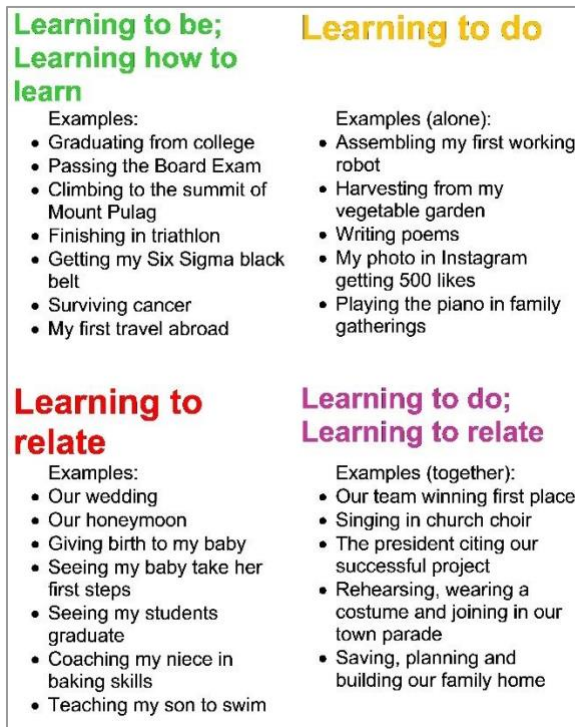 Learning to be;
Learning how to
learn
Examples:
• Graduating from college
• Passing the Board Exam
• Climbing to the summit of
Mount Pulag
• Finishing in triathlon
• Getting my Six Sigma black
belt
• Surviving cancer
• My first travel abroad
Learning to do
Examples (alone):
• Assembling my first working
robot
• Harvesting from my
vegetable garden
• Writing poems
• My photo in Instagram
getting 500 likes
• Playing the piano in family
gatherings
Learning to
relate
Examples:
• Our wedding
• Our honeymoon
• Giving birth to my baby
• Seeing my baby take her
first steps
• Seeing my students
graduate
• Coaching my niece in
baking skills
• Teaching my son to swim
Learning to do;
Learning to relate
Examples (together):
• Our team winning first place
• Singing in church choir
• The president citing our
successful project
• Rehearsing, wearing a
costume and joining in our
town parade
• Saving, planning and
building our family home